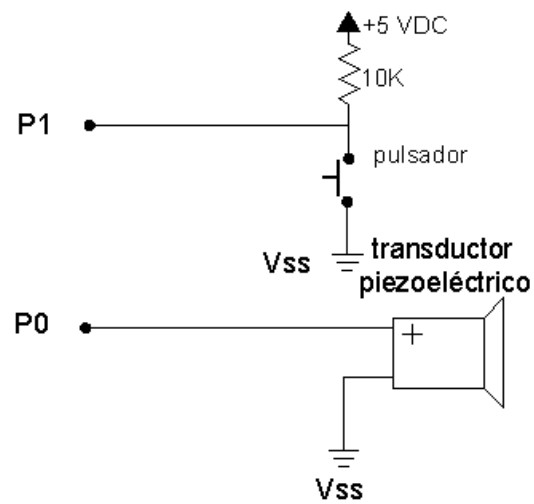 +5 VDC
10K
P1
pulsador
Vss
transductor
piezoeléctrico
P0
+
Vss